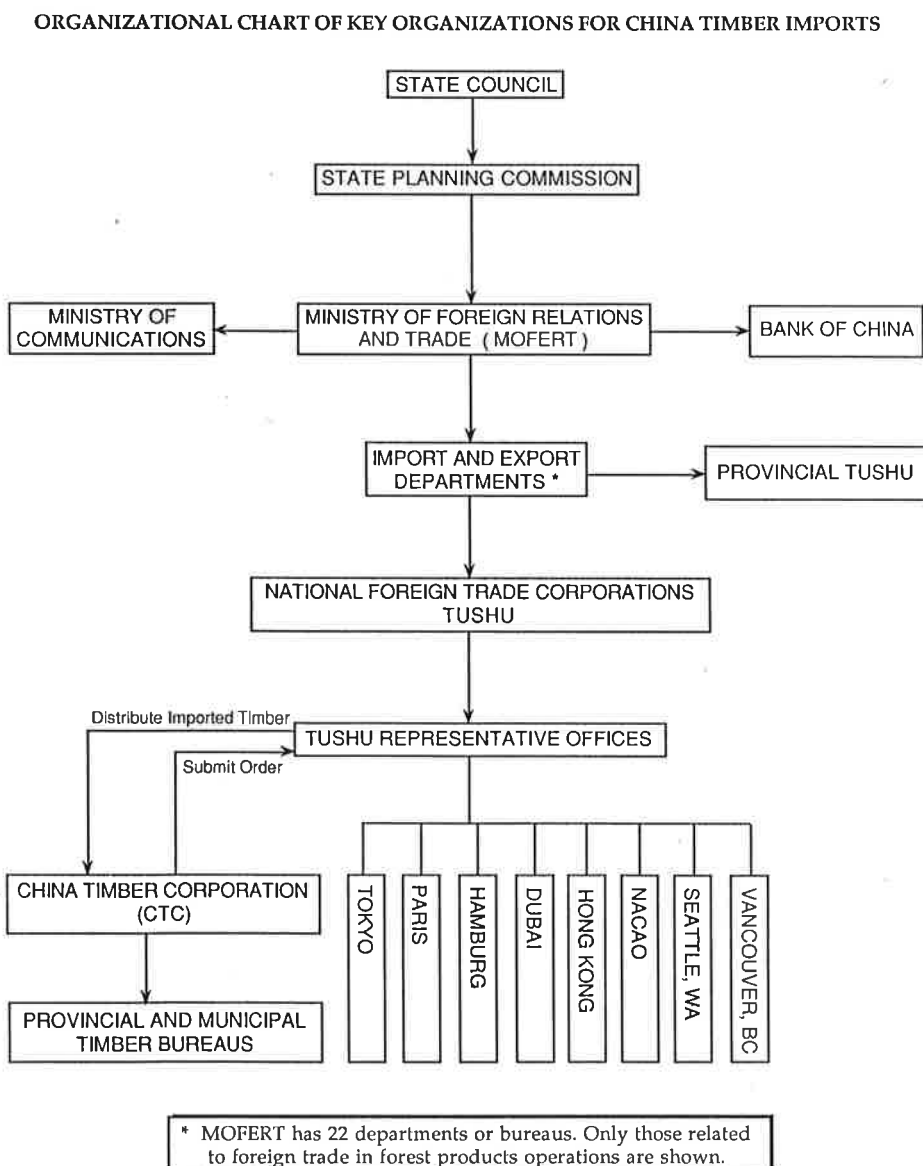 ORGANIZATIONAL CHART OF KEY ORGANIZATIONS FOR CHINA TIMBER IMPORTS
STATE COUNCIL
STATE PLANNING COMMISSION
MINISTRY OF
COMMUNICATIONS
MINISTRY OF FOREIGN RELATIONS
AND TRADE ( MOFERT )
BANK OF CHINA
IMPORT AND EXPORT
DEPARTMENTS *
PROVINCIAL TUSHU
NATIONAL FOREIGN TRADE CORPORATIONS
TUSHU
Distribute Imported Timber
TUSHU REPRESENTATIVE OFFICES
Submit Order
CHINA TIMBER CORPORATION
(CTC)
PROVINCIAL AND MUNICIPAL
TIMBER BUREAUS
TOKYO
PARIS
HAMBURG
DUBAI
HONG KONG
NACAO
SEATTLE, WA
VANCOUVER, BC
* MOFERT has 22 departments or bureaus. Only those related
to foreign trade in forest products operations are shown.